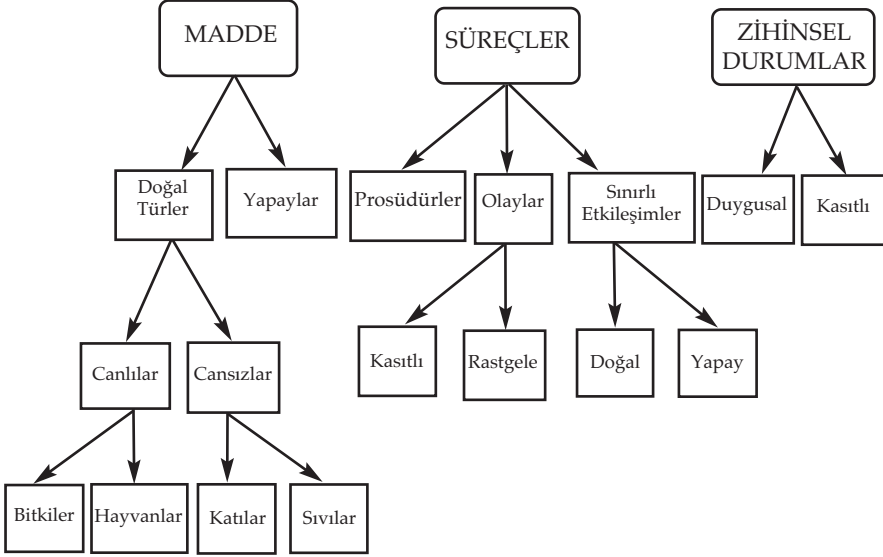 MADDE
SÜREÇLER
ZİHİNSEL
DURUMLAR
Doğal
Türler
Yapaylar
Prosüdürler
Olaylar
Sınırlı
Etkileşimler
Duygusal
Kasıtlı
Canlılar
Cansızlar
Kasıtlı
Rastgele
Doğal
Yapay
Bitkiler
Hayvanlar
Katılar
Sıvılar